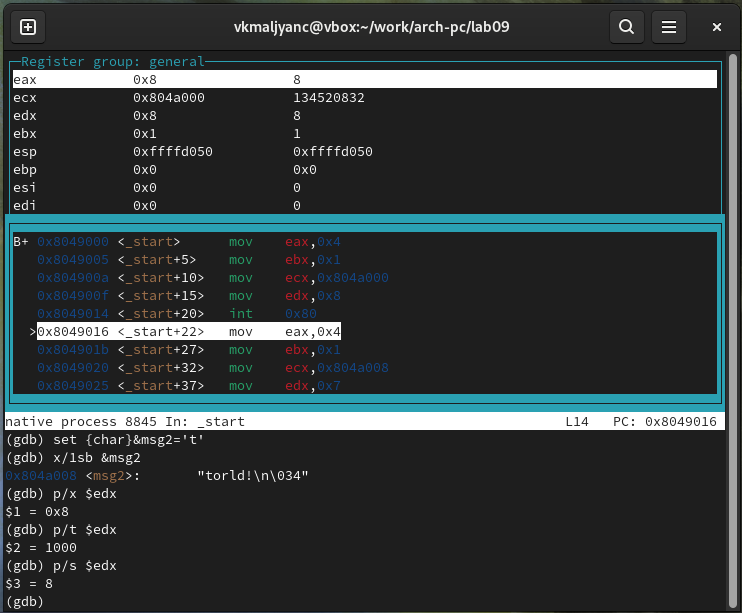 vkmaljyanc@vbox:~/work/arch-pc/lab09
Register group: general
eax 0x8 8
ecx 0x804a000 134520832
edx 0x8 8
ebx 0x1 1
esp 0xffffd050 0xffffd050
ebp 0x0 0x0
esi 0x0 0
edi 0x0 0
B+ 0x8049000 <_start> mov eax,0x4
0x8049005 <_start+5> mov ebx,0x1
0x804900a <_start+10> mov ecx,0x804a000
0x804900f <_start+15> mov edx,0x8
0x8049014 <_start+20> int 0x80
>0x8049016 <_start+22> mov eax,0x4
0x804901b <_start+27> mov ebx,0x1
0x8049020 <_start+32> mov ecx,0x804a008
0x8049025 <_start+37> mov edx,0x7
native process 8845 In: _start L14 PC: 0x8049016
(gdb) set {char}&msg2='t'
(gdb) x/1sb &msg2
0x804a008 <msg2>: "torld!\n\034"
(gdb) p/x $edx
$1 = 0x8
(gdb) p/t $edx
$2 = 1000
(gdb) p/s $edx
$3 = 8
(gdb)